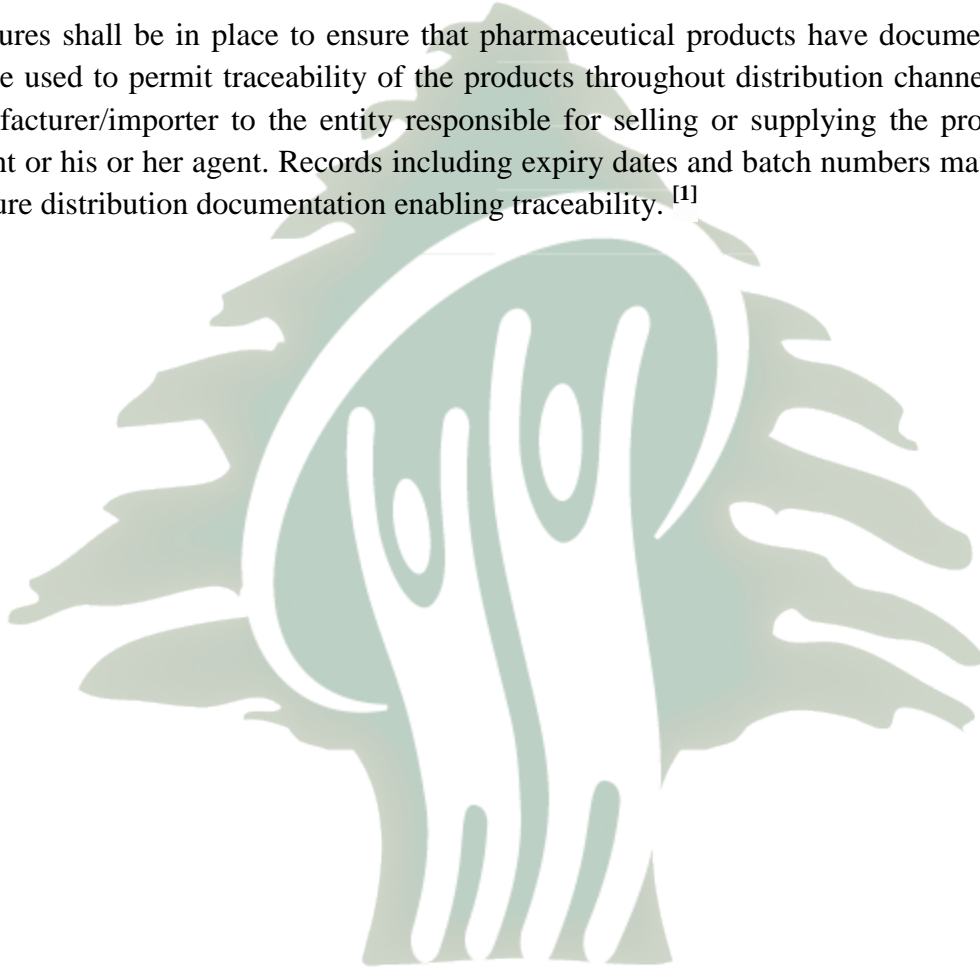 ures shall be in place to ensure that pharmaceutical products have docume
e used to permit traceability of the products throughout distribution channe
facturer/importer to the entity responsible for selling or supplying the pro
nt or his or her agent. Records including expiry dates and batch numbers ma
ure distribution documentation enabling traceability. [1]